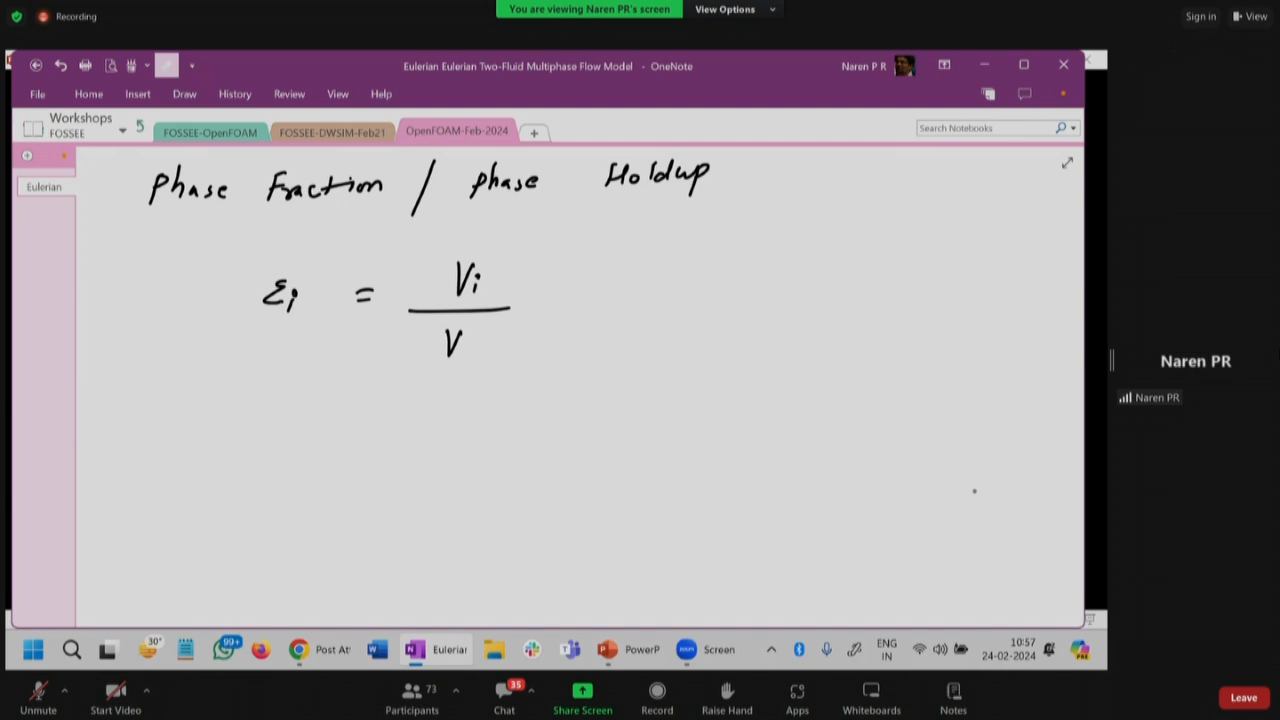 Recording
You are viewing Naren PR's screen
View Options
Sign in
View
Eulerian Eulerian Two-Fluid Multiphase Flow Model - OneNote
Naren P R
File Home Insert Draw History Review View Help
Workshops
FOSSEE
FOSSEE-OpenFOAM
FOSSEE-DWSIM-Feb21
OpenFOAM-Feb-2024
Search Notebooks
Eulerian
Phase Fraction / Phase Holdup
εi = Vi / V
Naren PR
Naren PR
30°
99+
Post At
Eulerian
PowerP
Screen
ENG
IN
10:57
24-02-2024
PRE
Unmute
Start Video
73
Participants
35
Chat
Share Screen
Record
Raise Hand
Apps
Whiteboards
Notes
Leave